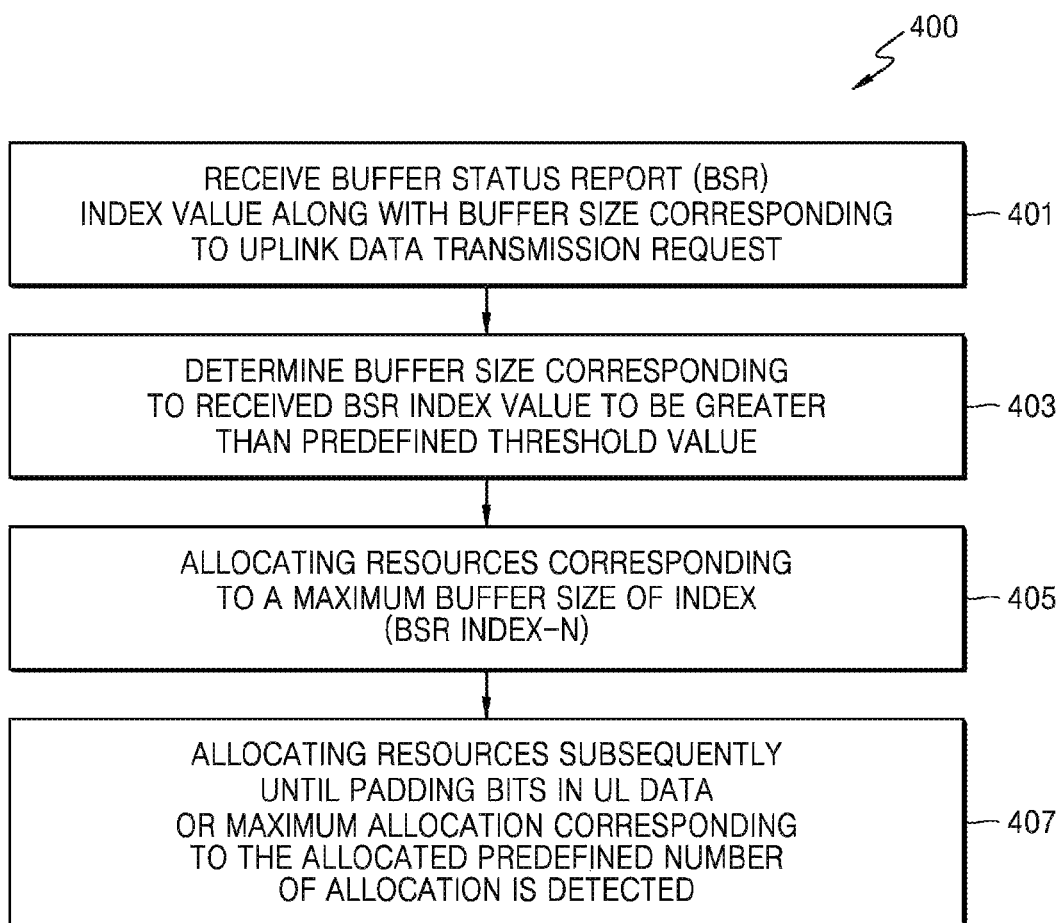 400
RECEIVE BUFFER STATUS REPORT (BSR)
INDEX VALUE ALONG WITH BUFFER SIZE CORRESPONDING
TO UPLINK DATA TRANSMISSION REQUEST
401
DETERMINE BUFFER SIZE CORRESPONDING
TO RECEIVED BSR INDEX VALUE TO BE GREATER
THAN PREDEFINED THRESHOLD VALUE
403
ALLOCATING RESOURCES CORRESPONDING
TO A MAXIMUM BUFFER SIZE OF INDEX
(BSR INDEX-N)
405
ALLOCATING RESOURCES SUBSEQUENTLY
UNTIL PADDING BITS IN UL DATA
OR MAXIMUM ALLOCATION CORRESPONDING
TO THE ALLOCATED PREDEFINED NUMBER
OF ALLOCATION IS DETECTED
407